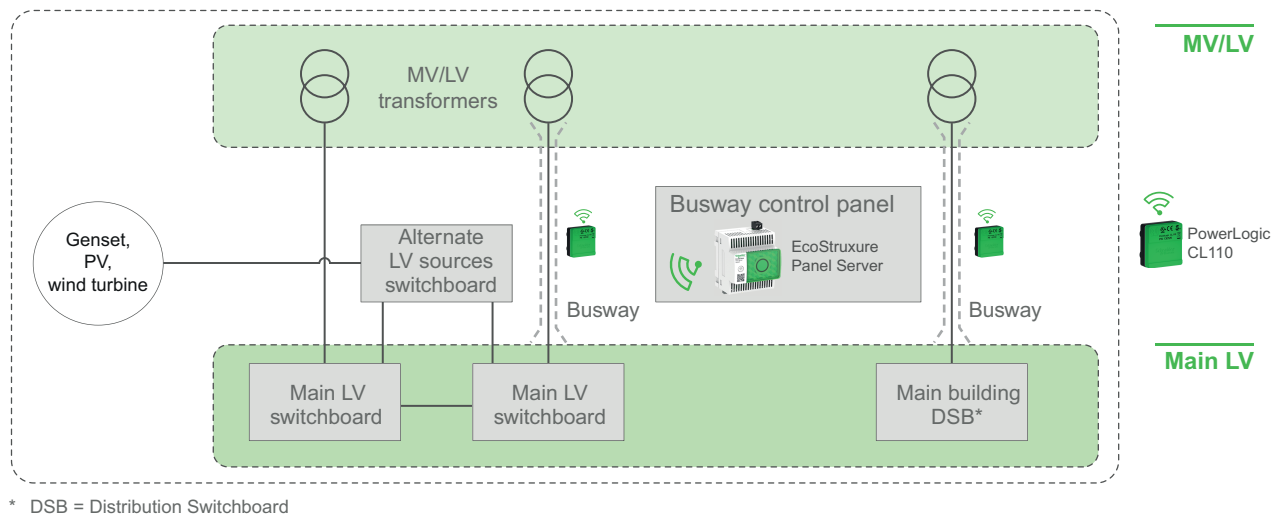 MV/LV
MV/LV
transformers
Busway control panel
EcoStruxure
Panel Server
PowerLogic
CL110
Genset,
PV,
wind turbine
Alternate
LV sources
switchboard
Busway
Busway
Main LV
Main LV
switchboard
Main LV
switchboard
Main building
DSB*
* DSB = Distribution Switchboard